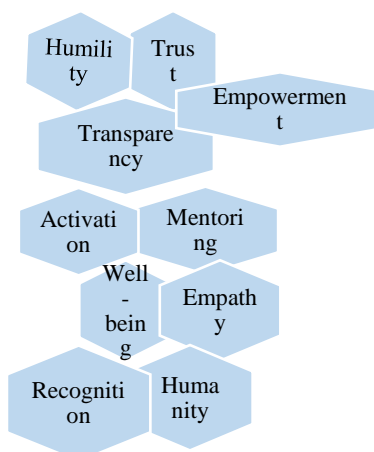 Humili
ty
Trus
t
Empowermen
t
Transpare
ncy
Activati
on
Mentori
ng
Well
-
bein
g
Empath
y
Recogniti
on
Huma
nity